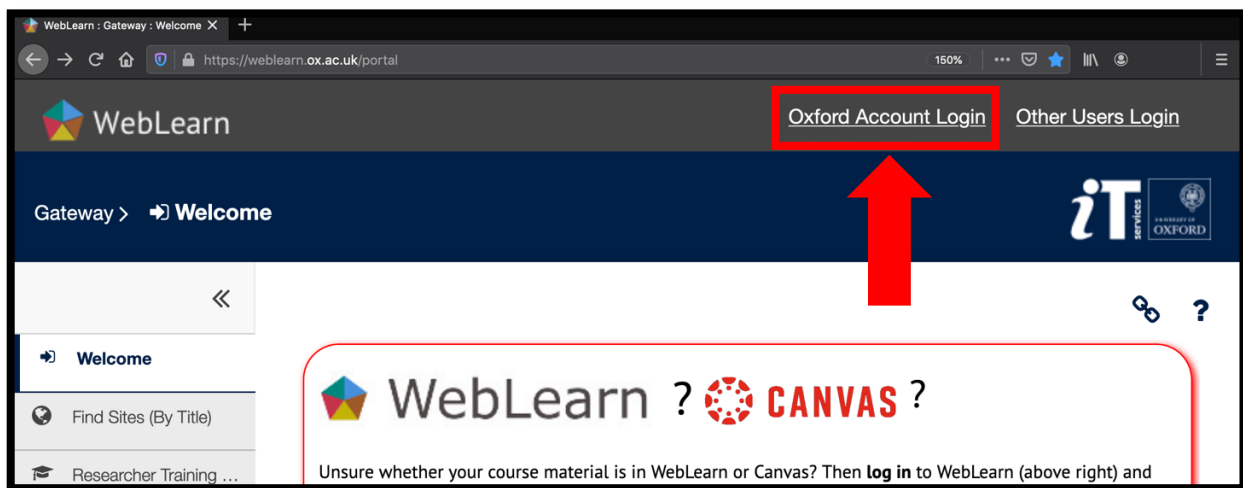 WebLearn : Gateway : Welcome
https://weblearn.ox.ac.uk/portal
150%
WebLearn
Oxford Account Login
Other Users Login
Gateway > Welcome
iT services
UNIVERSITY OF OXFORD
Welcome
WebLearn ? CANVAS ?
Find Sites (By Title)
Researcher Training ...
Unsure whether your course material is in WebLearn or Canvas? Then log in to WebLearn (above right) and